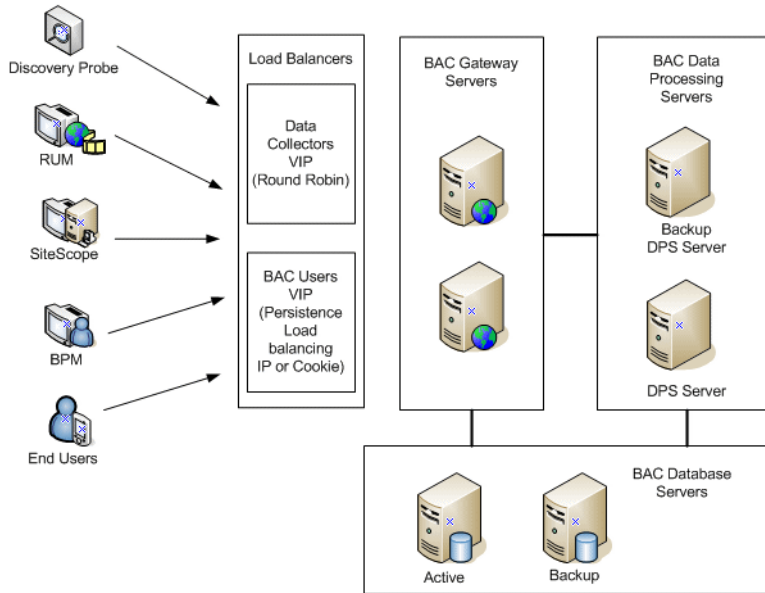 Discovery Probe
RUM
SiteScope
BPM
End Users
Load Balancers
Data
Collectors
VIP
(Round Robin)
BAC Users
VIP
(Persistence
Load
balancing
IP or Cookie)
BAC Gateway
Servers
BAC Data
Processing
Servers
Backup
DPS Server
DPS Server
BAC Database
Servers
Active
Backup